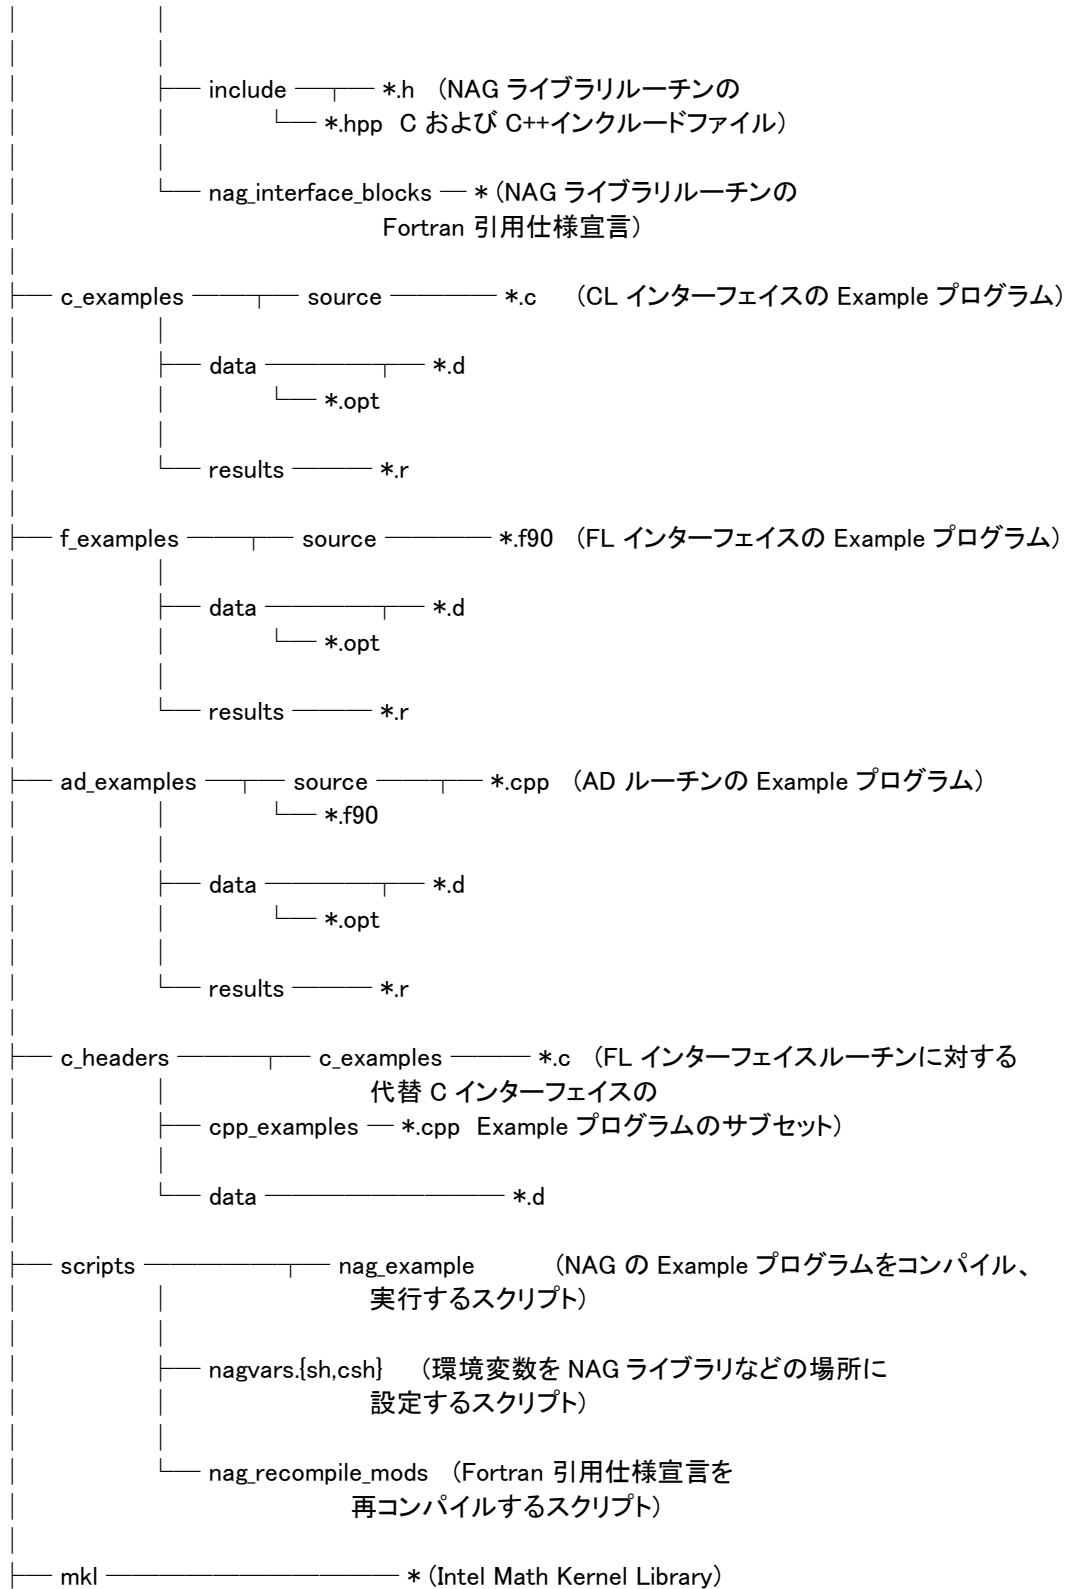 include *.h (NAG ライブラリルーチンの
*.hpp C および C++インクルードファイル)
nag_interface_blocks * (NAG ライブラリルーチンの
Fortran 引用仕様宣言)
c_examples source *.c (CL インターフェイスの Example プログラム)
data *.d
*.opt
results *.r
f_examples source *.f90 (FL インターフェイスの Example プログラム)
data *.d
*.opt
results *.r
ad_examples source *.cpp (AD ルーチンの Example プログラム)
*.f90
data *.d
*.opt
results *.r
c_headers c_examples *.c (FL インターフェイスルーチンに対する
代替 C インターフェイスの
cpp_examples *.cpp Example プログラムのサブセット)
data *.d
scripts nag_example (NAG の Example プログラムをコンパイル、
実行するスクリプト)
nagvars.{sh,csh} (環境変数を NAG ライブラリなどの場所に
設定するスクリプト)
nag_recompile_mods (Fortran 引用仕様宣言を
再コンパイルするスクリプト)
mkl * (Intel Math Kernel Library)